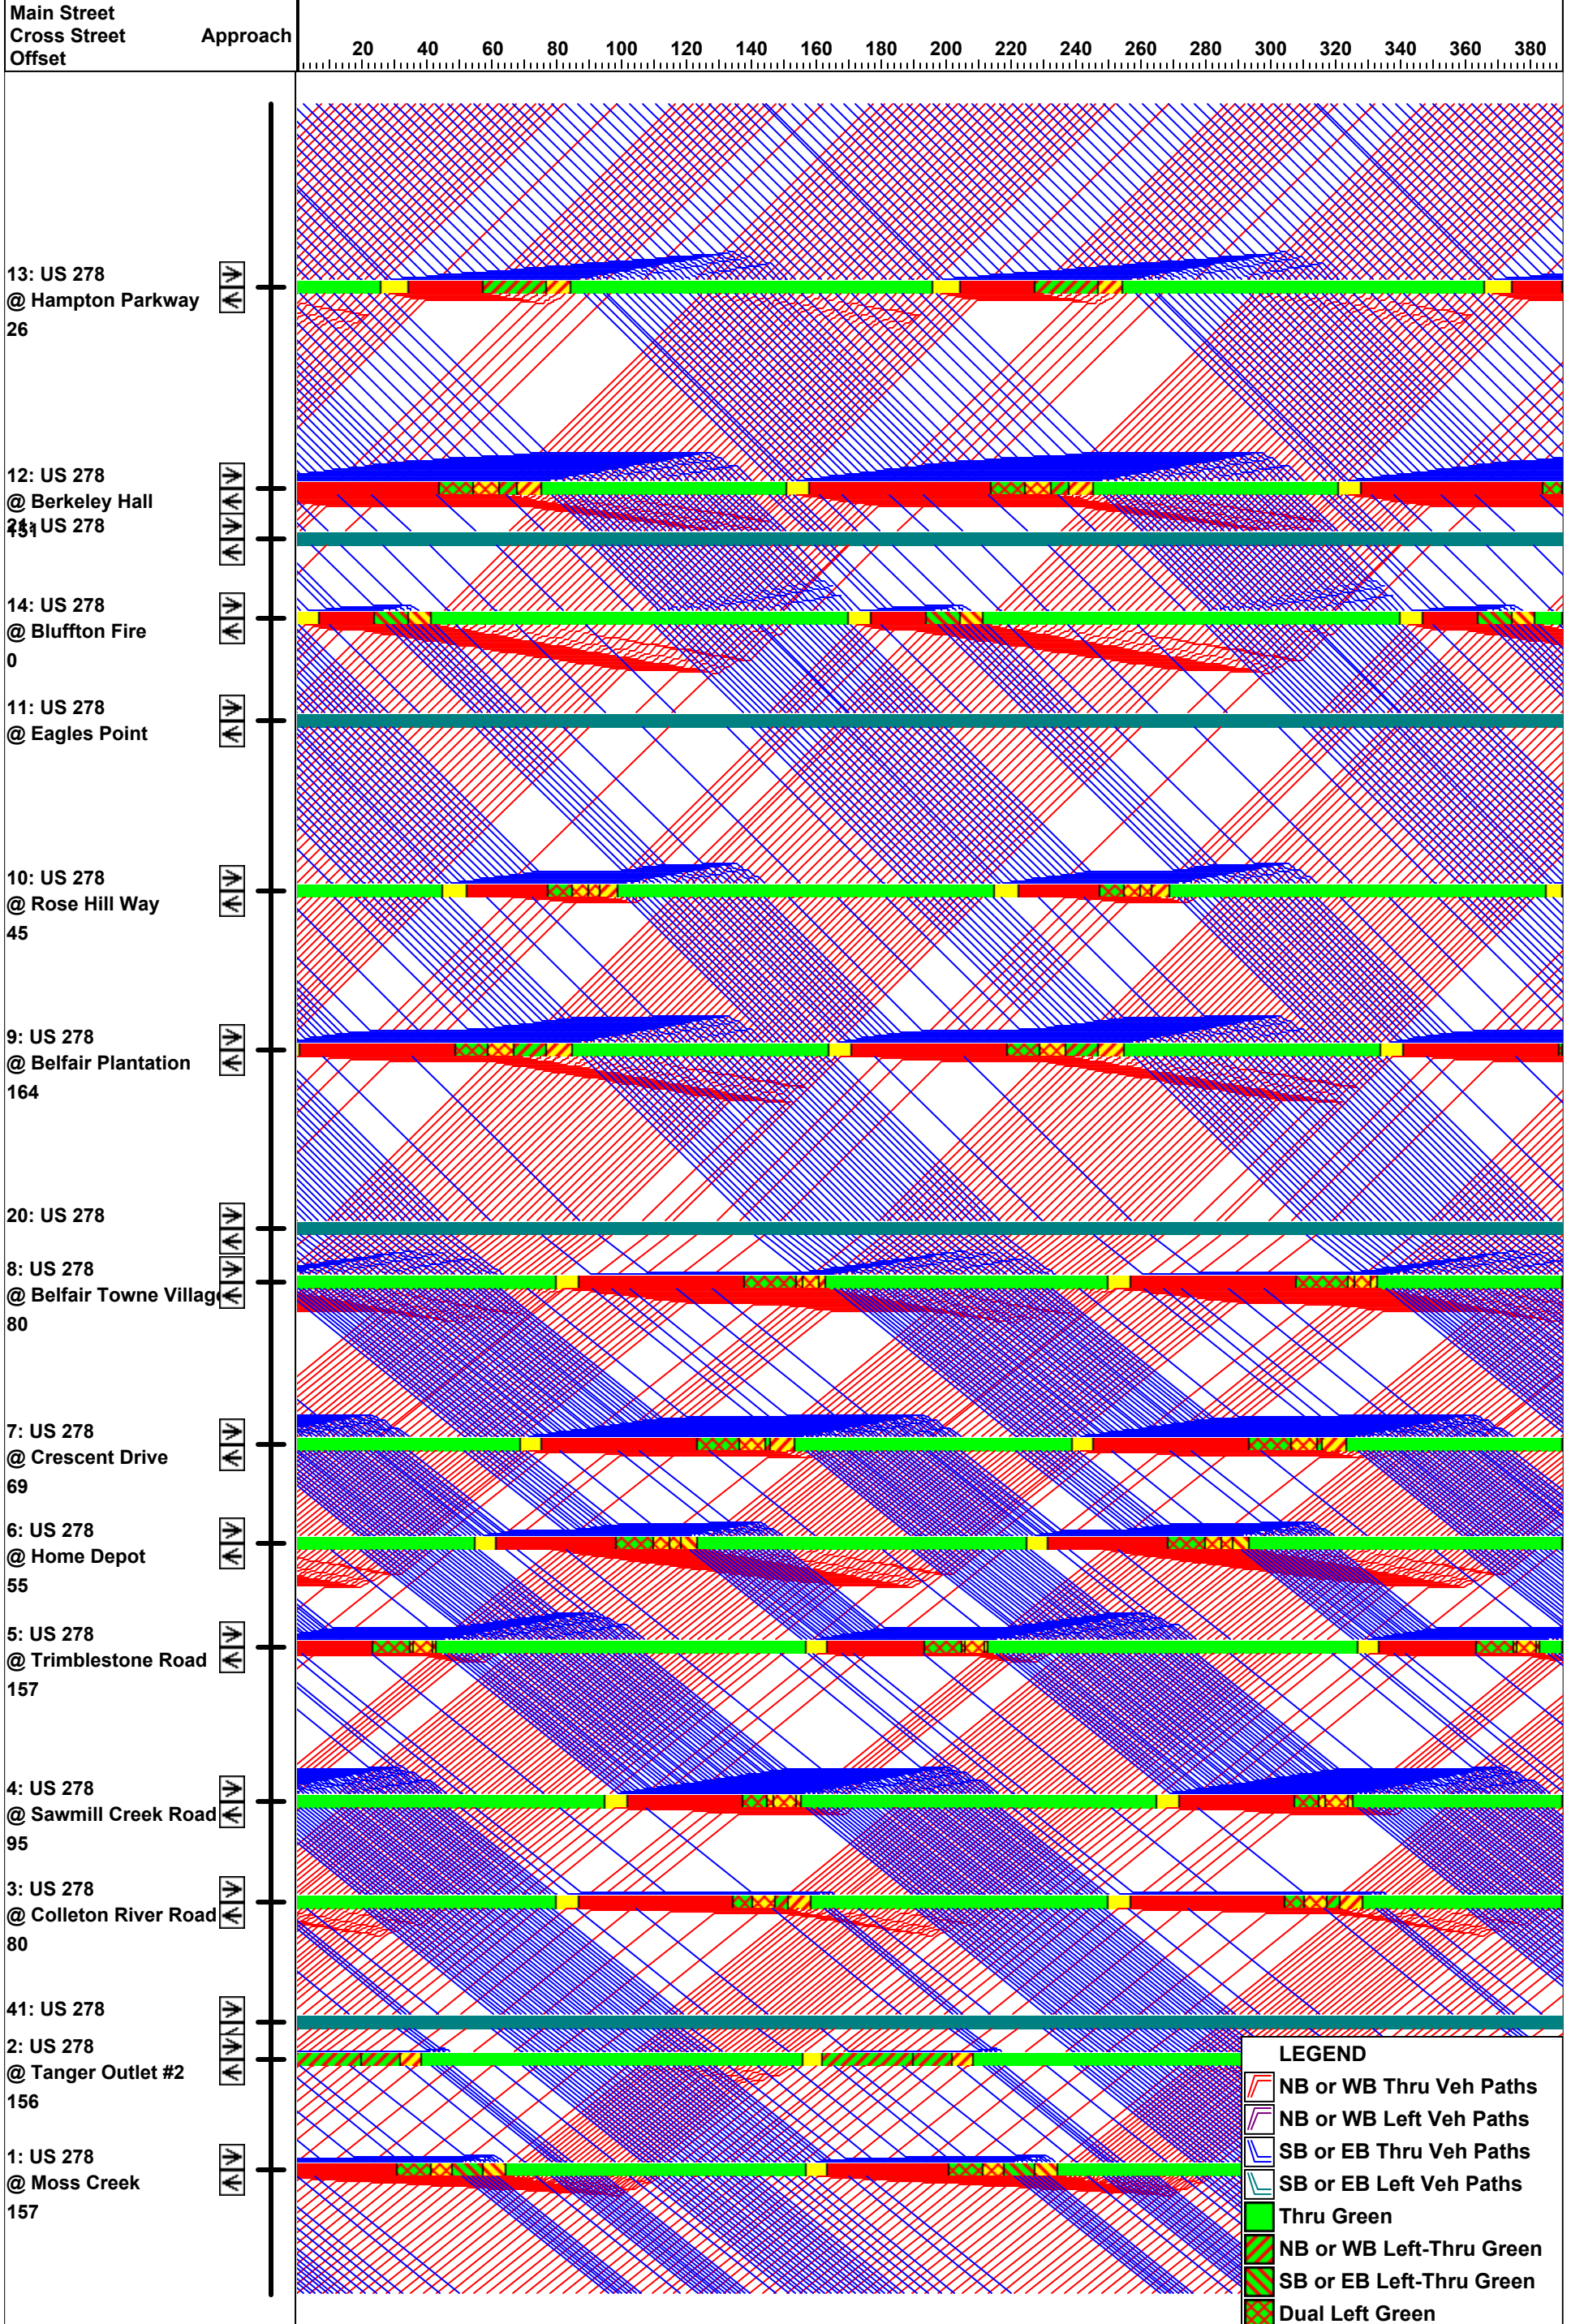 Main Street
Cross Street Approach
Offset
20 40 60 80 100 120 140 160 180 200 220 240 260 280 300 320 340 360 380
13: US 278
@ Hampton Parkway
26
12: US 278
@ Berkeley Hall
151
21: US 278
14: US 278
@ Bluffton Fire
0
11: US 278
@ Eagles Point
10: US 278
@ Rose Hill Way
45
9: US 278
@ Belfair Plantation
164
20: US 278
8: US 278
@ Belfair Towne Village
80
7: US 278
@ Crescent Drive
69
6: US 278
@ Home Depot
55
5: US 278
@ Trimblestone Road
157
4: US 278
@ Sawmill Creek Road
95
3: US 278
@ Colleton River Road
80
41: US 278
2: US 278
@ Tanger Outlet #2
156
1: US 278
@ Moss Creek
157
LEGEND
NB or WB Thru Veh Paths
NB or WB Left Veh Paths
SB or EB Thru Veh Paths
SB or EB Left Veh Paths
Thru Green
NB or WB Left-Thru Green
SB or EB Left-Thru Green
Dual Left Green